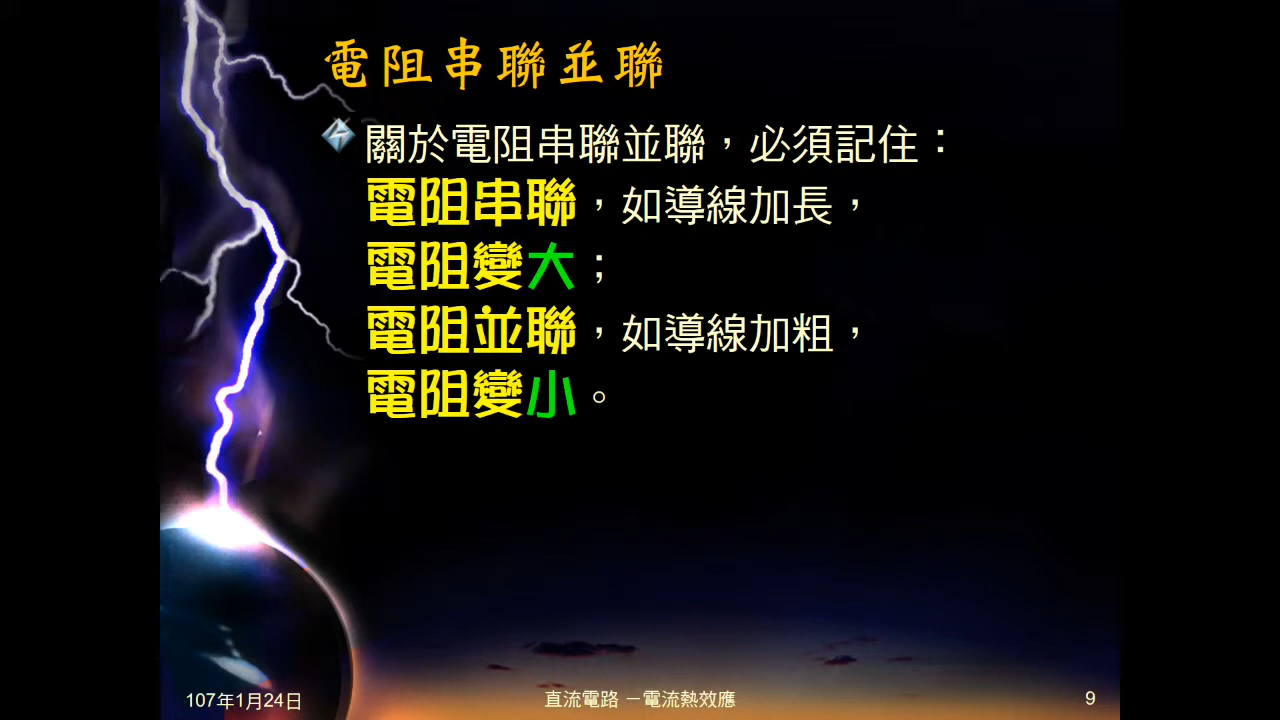 電阻串聯並聯
關於電阻串聯並聯，必須記住：
電阻串聯，如導線加長，
電阻變大；
電阻並聯，如導線加粗，
電阻變小。
107年1月24日
直流電路 －電流熱效應
9